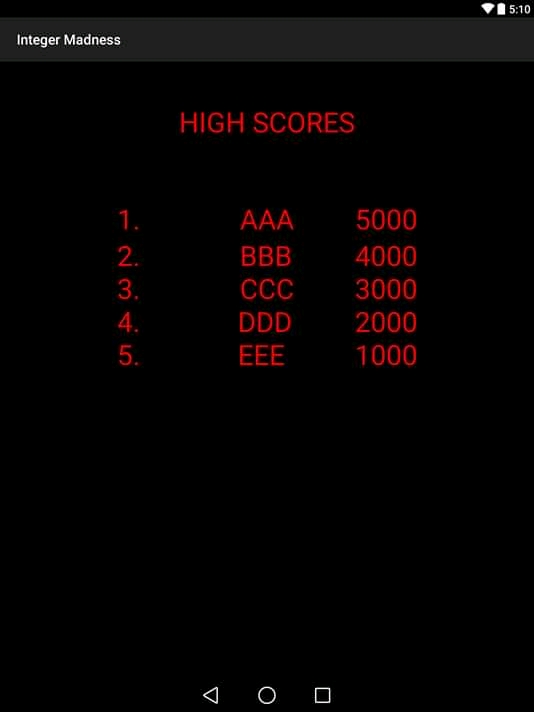 5:10
Integer Madness
HIGH SCORES
1. AAA 5000
2. BBB 4000
3. CCC 3000
4. DDD 2000
5. EEE 1000